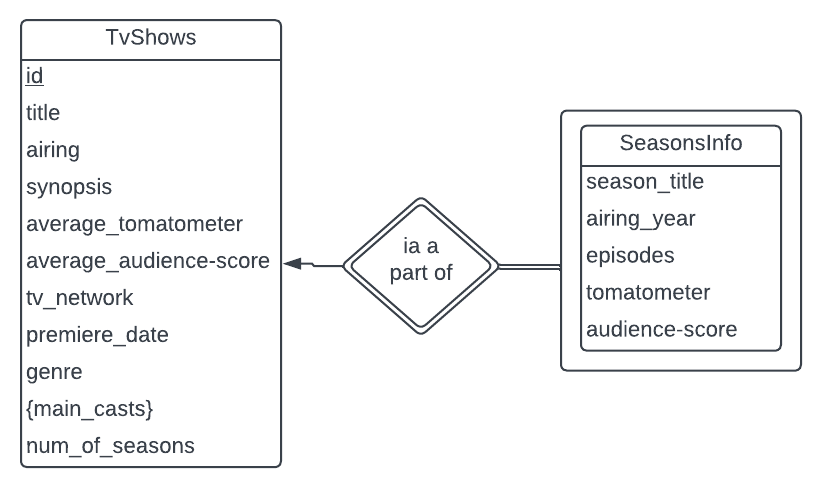 TvShows
id
title
airing
synopsis
average_tomatometer
average_audience-score
tv_network
premiere_date
genre
{main_casts}
num_of_seasons
ia a
part of
SeasonsInfo
season_title
airing_year
episodes
tomatometer
audience-score